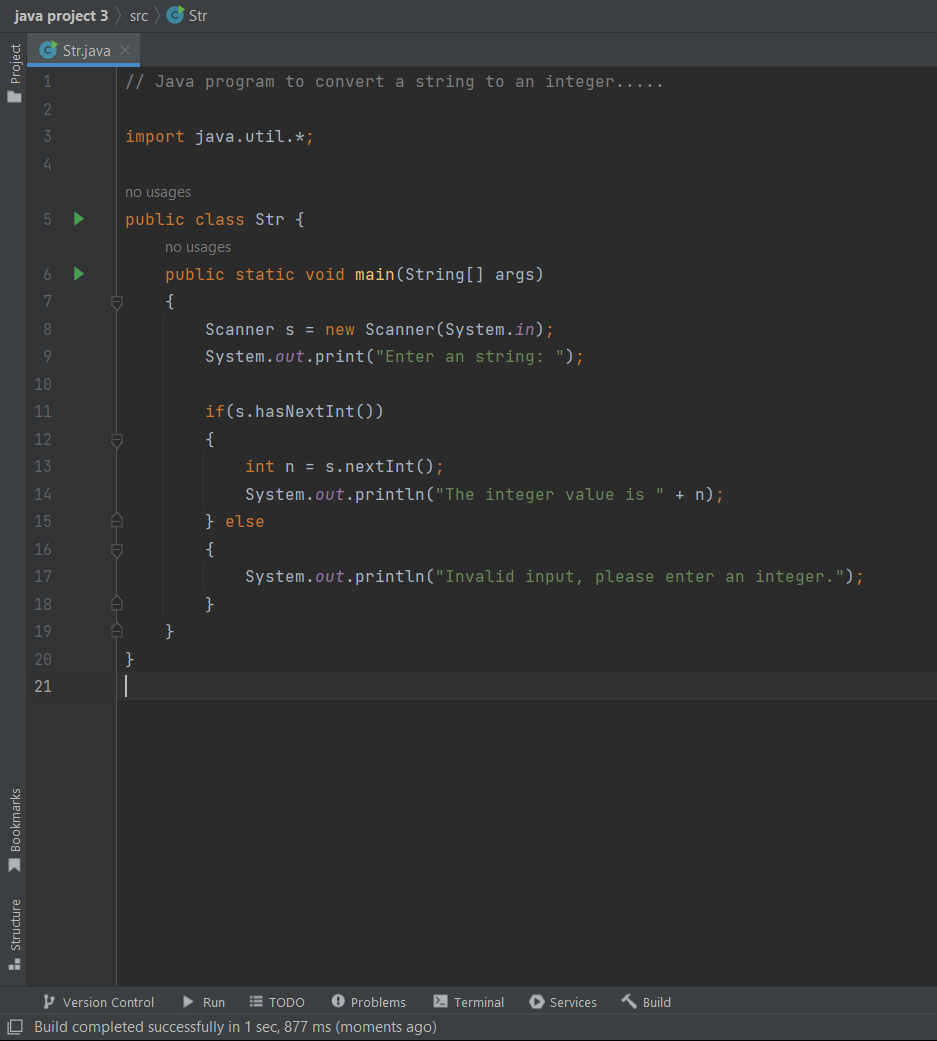 java project 3 〉 src 〉 Str
Project
Str.java
1 // Java program to convert a string to an integer.....
2
3 import java.util.*;
4
no usages
5 public class Str {
no usages
6 public static void main(String[] args)
7 {
8 Scanner s = new Scanner(System.in);
9 System.out.print("Enter an string: ");
10
11 if(s.hasNextInt())
12 {
13 int n = s.nextInt();
14 System.out.println("The integer value is " + n);
15 } else
16 {
17 System.out.println("Invalid input, please enter an integer.");
18 }
19 }
20 }
21
Bookmarks
Structure
Version Control Run TODO Problems Terminal Services Build
Build completed successfully in 1 sec, 877 ms (moments ago)